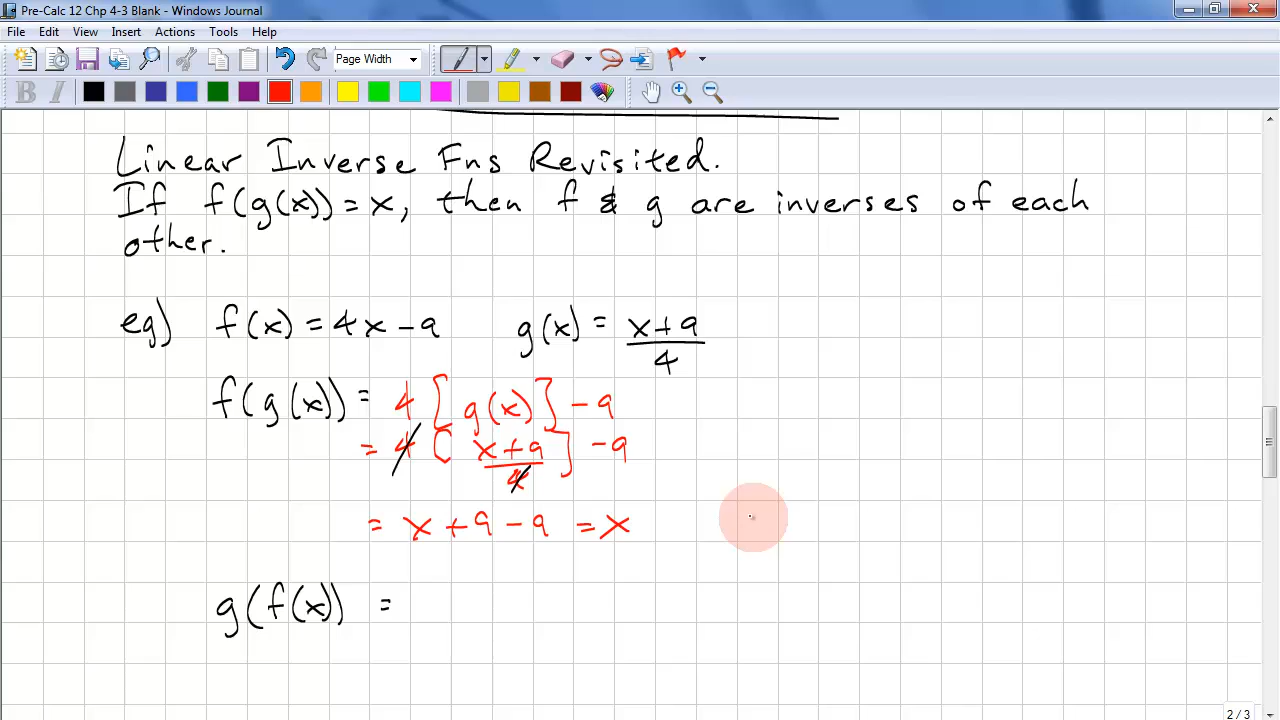 Pre-Calc 12 Chp 4-3 Blank - Windows Journal
File Edit View Insert Actions Tools Help
Page Width
B I
Linear Inverse Fns Revisited.
If f(g(x)) = x, then f & g are inverses of each
other.
eg) f(x) = 4x - 9 g(x) = (x+9)/4
f(g(x)) = 4 [ g(x) ] - 9
= 4 [ (x+9)/4 ] - 9
= x + 9 - 9 = x
g(f(x)) =
2/3